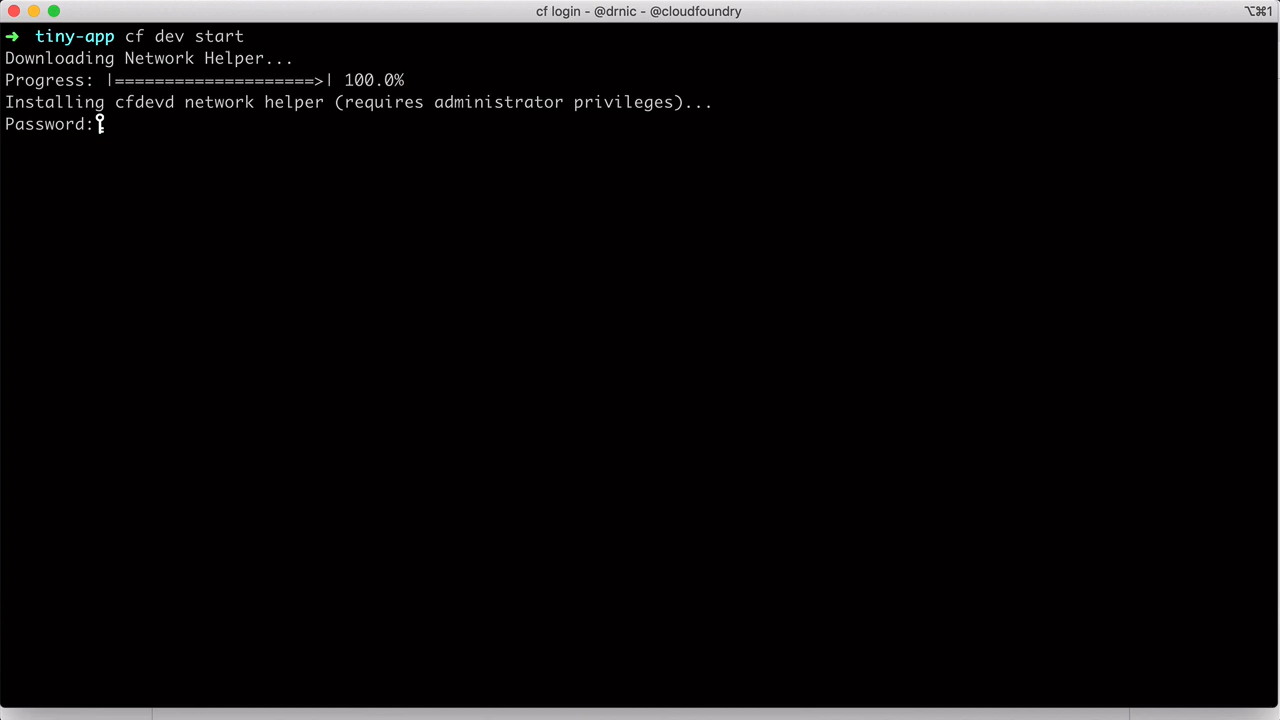 cf login - @drnic - @cloudfoundry
⌥⌘1
➜ tiny-app cf dev start
Downloading Network Helper...
Progress: |====================>| 100.0%
Installing cfdevd network helper (requires administrator privileges)...
Password: